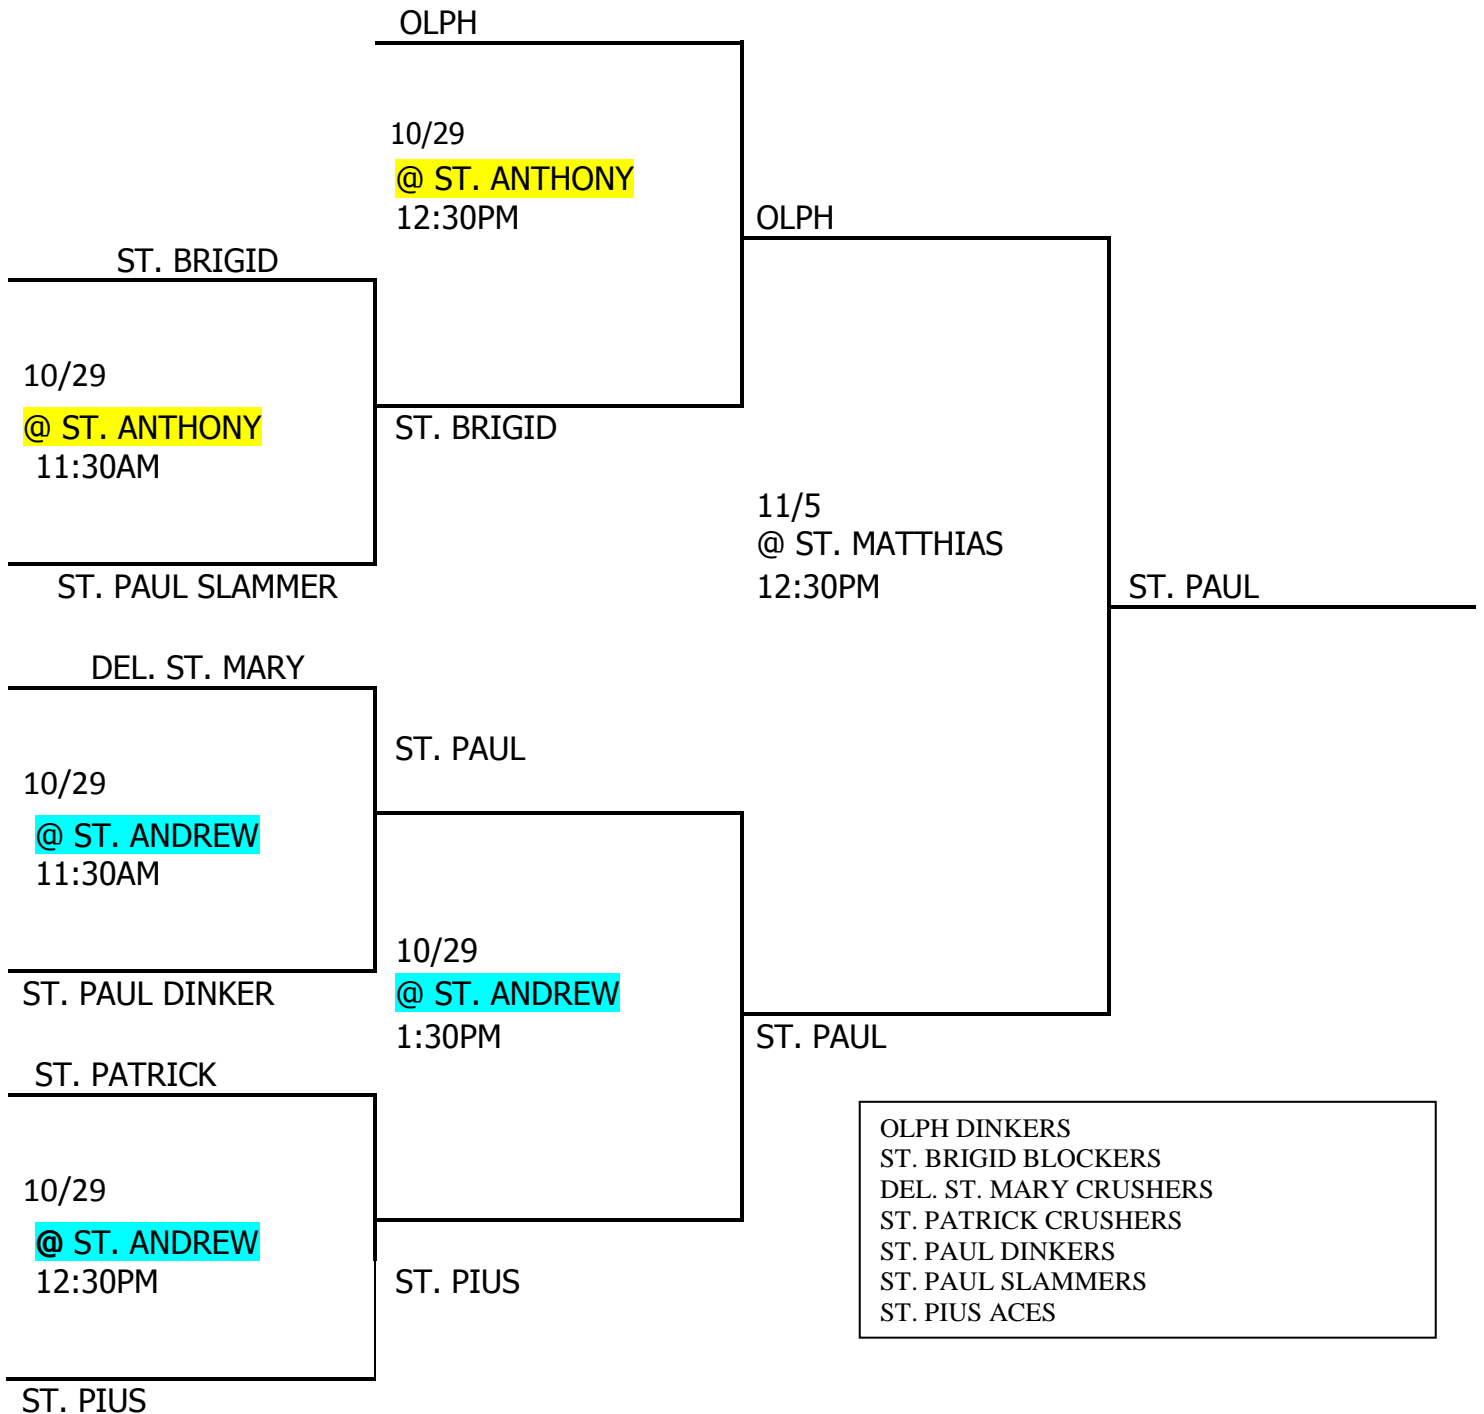 OLPH
10/29
@ ST. ANTHONY
12:30PM
OLPH
ST. BRIGID
10/29
@ ST. ANTHONY
11:30AM
ST. BRIGID
11/5
@ ST. MATTHIAS
12:30PM
ST. PAUL SLAMMER
ST. PAUL
DEL. ST. MARY
ST. PAUL
10/29
@ ST. ANDREW
11:30AM
10/29
@ ST. ANDREW
1:30PM
ST. PAUL DINKER
ST. PAUL
ST. PATRICK
10/29
@ ST. ANDREW
12:30PM
ST. PIUS
ST. PIUS
OLPH DINKERS
ST. BRIGID BLOCKERS
DEL. ST. MARY CRUSHERS
ST. PATRICK CRUSHERS
ST. PAUL DINKERS
ST. PAUL SLAMMERS
ST. PIUS ACES